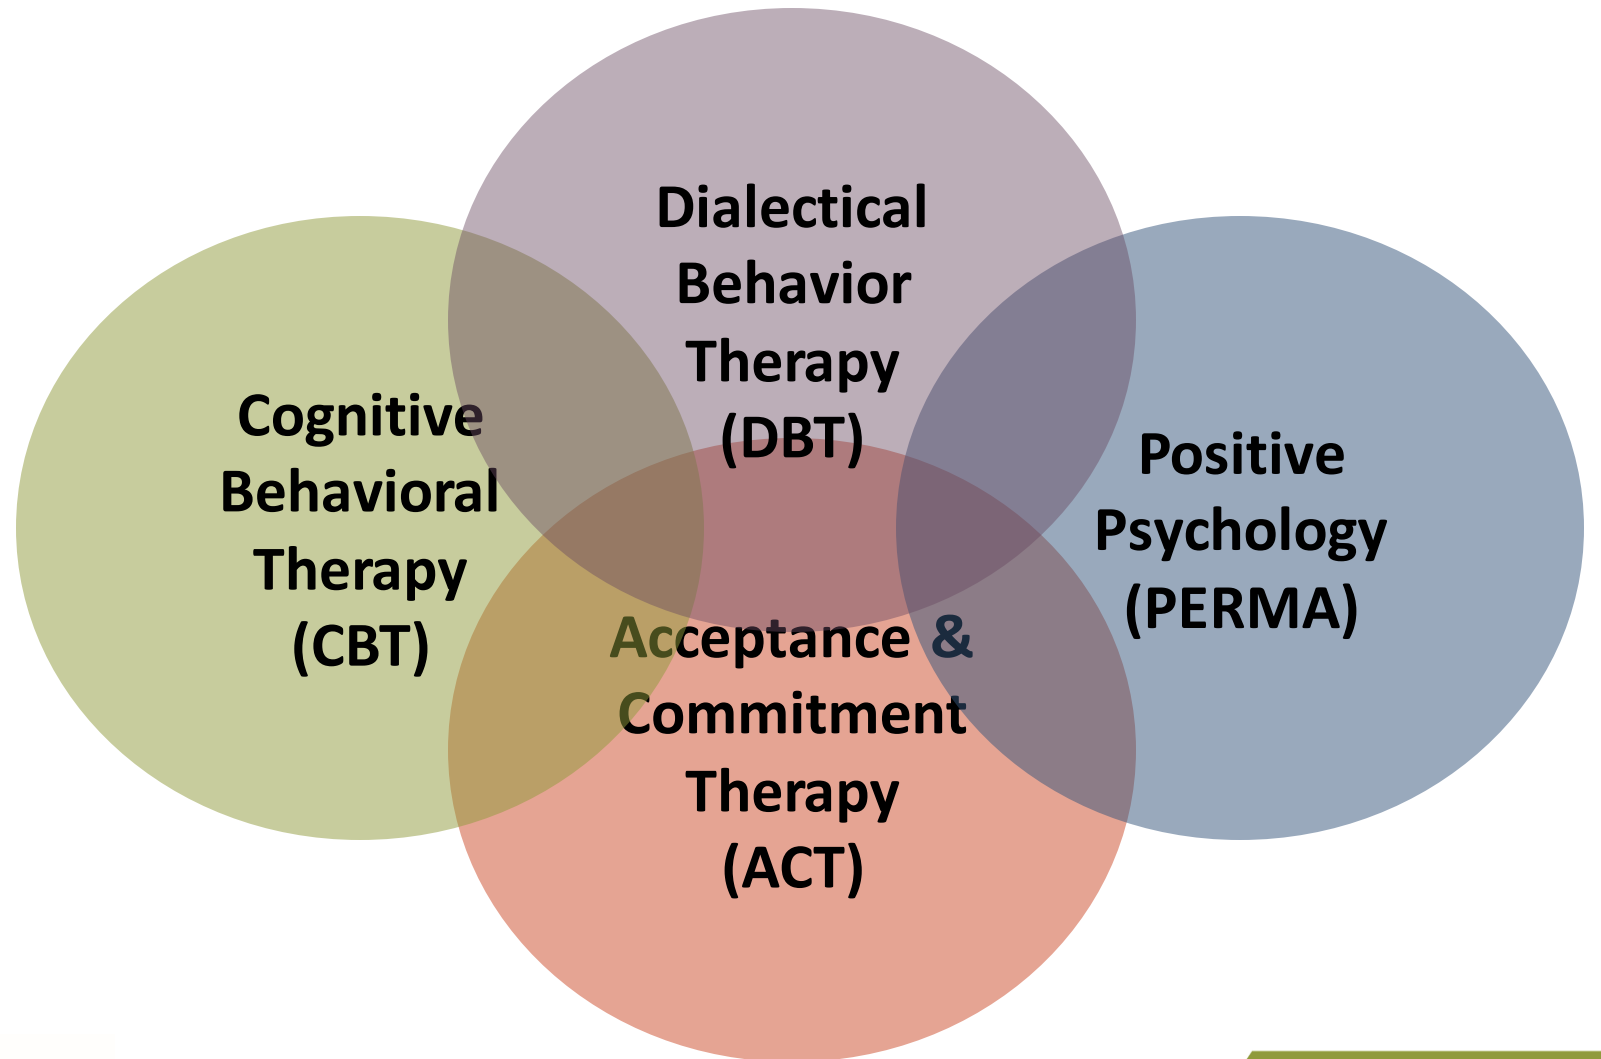 Dialectical
Behavior
Therapy
(DBT)
Cognitive
Behavioral
Therapy
(CBT)
Positive
Psychology
(PERMA)
Acceptance &
Commitment
Therapy
(ACT)